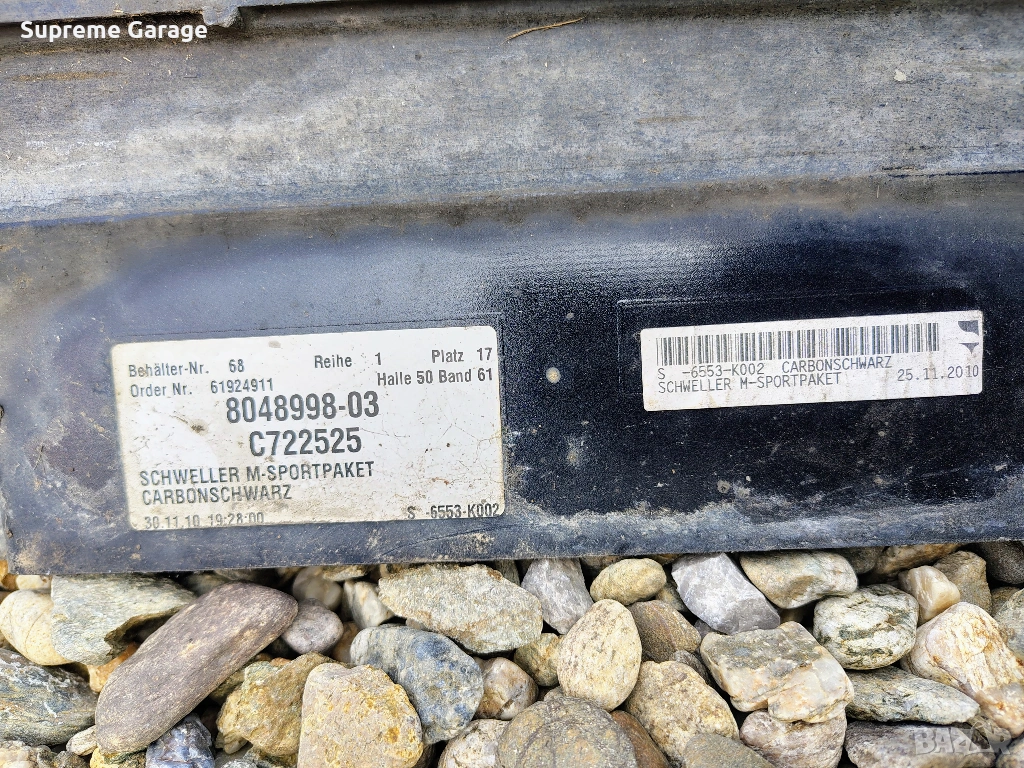 Supreme Garage
Behälter-Nr. 68 Reihe 1 Platz 17
Order Nr. 61924911 Halle 50 Band 61
8048998-03
C722525
SCHWELLER M-SPORTPAKET
CARBONSCHWARZ
30.11.10 19:28:00 S 6553-K002
S -6553-K002 CARBONSCHWARZ
SCHWELLER M-SPORTPAKET 25.11.2010
BAZAR